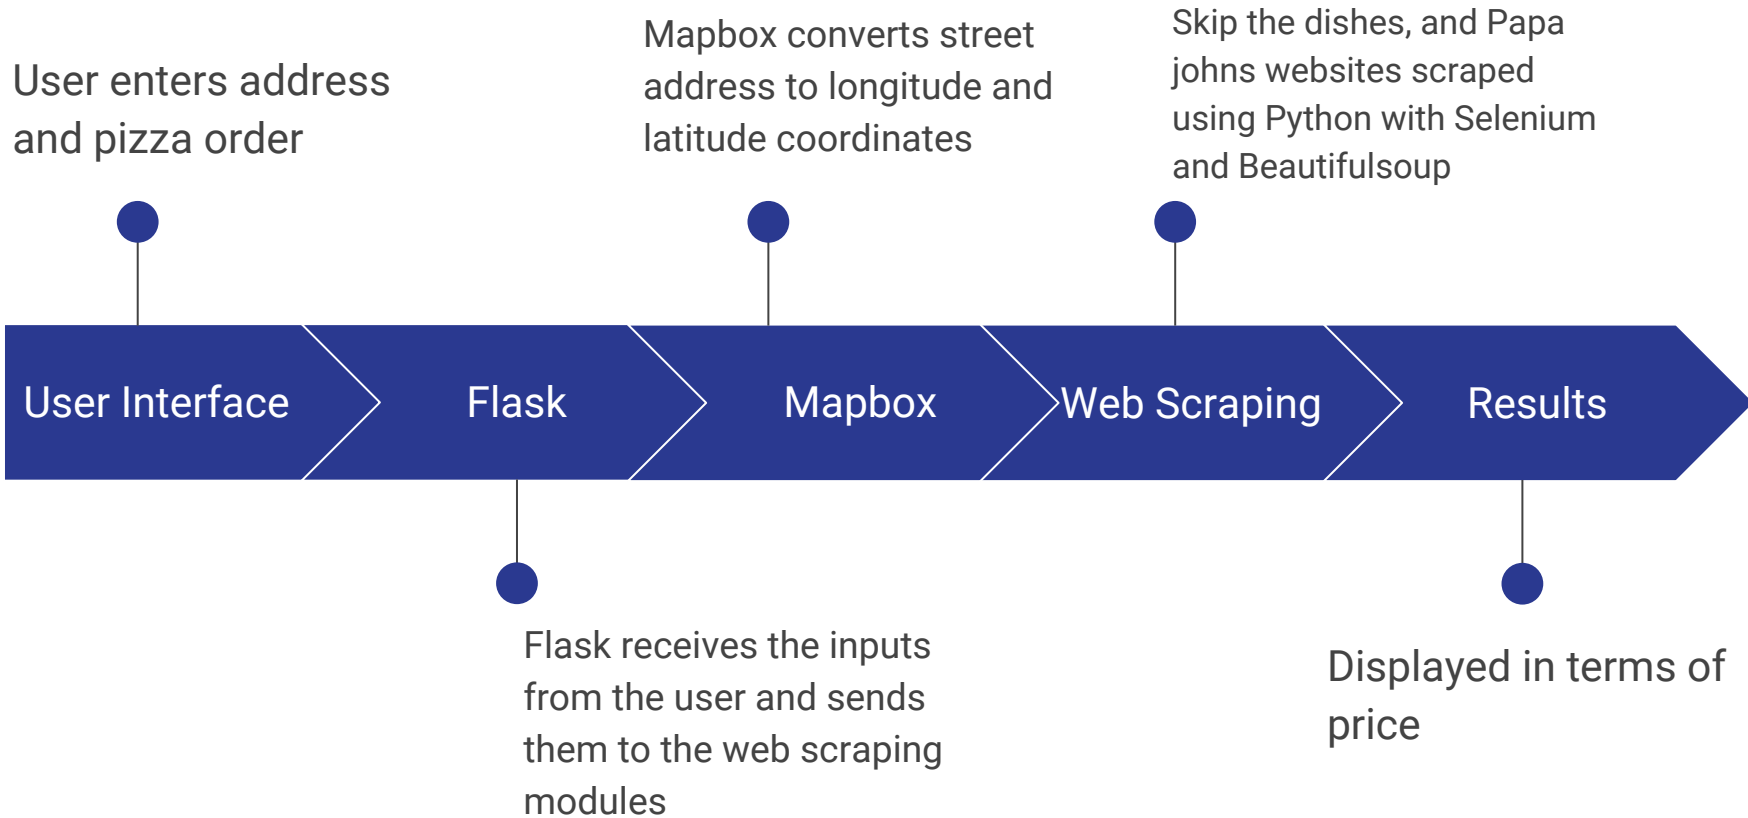 User enters address
and pizza order
Mapbox converts street
address to longitude and
latitude coordinates
Skip the dishes, and Papa
johns websites scraped
using Python with Selenium
and Beautifulsoup
User Interface
Flask
Mapbox
Web Scraping
Results
Flask receives the inputs
from the user and sends
them to the web scraping
modules
Displayed in terms of
price